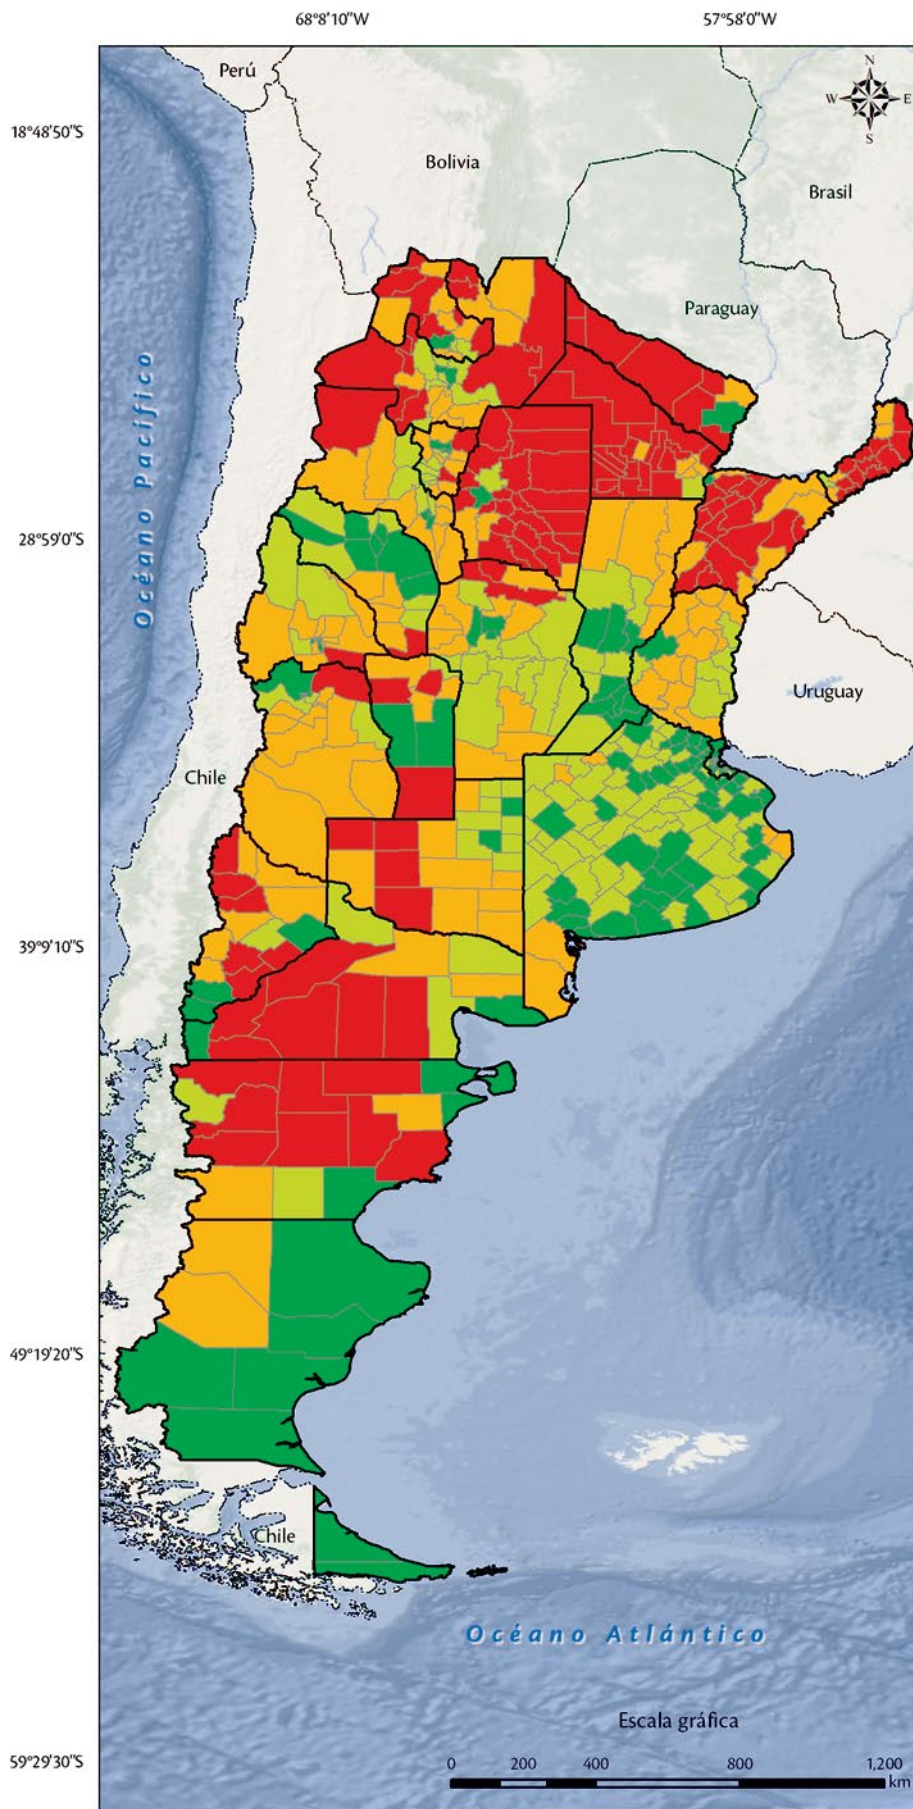 68°8'10"W
57°58'0"W
Perú
N
W
E
S
18°48'50"S
Bolivia
Brasil
Paraguay
Océano Pacífico
28°59'0"S
Uruguay
Chile
39°9'10"S
49°19'20"S
Chile
Océano Atlántico
Escala gráfica
59°29'30"S
0 200 400 800 1,200
km